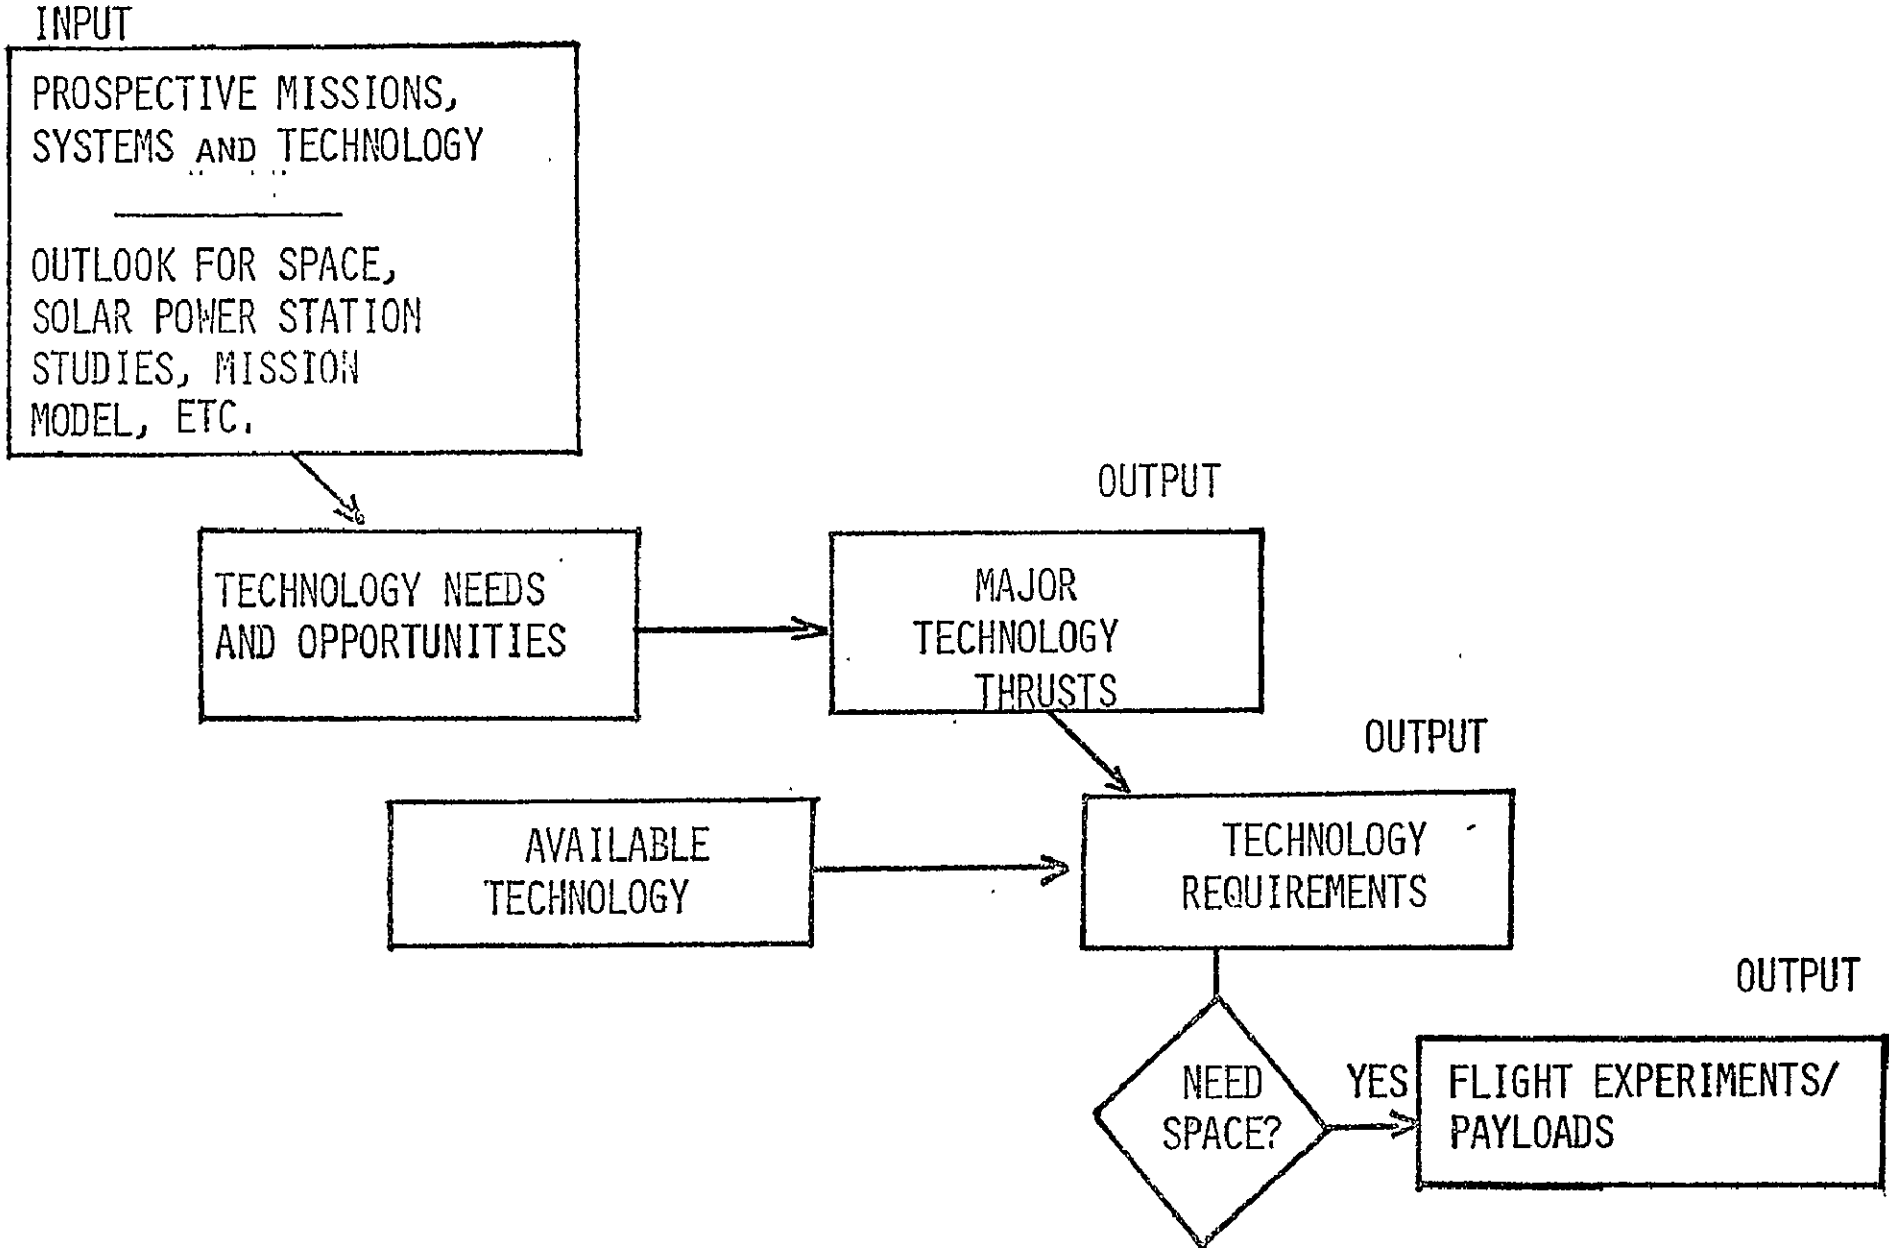 INPUT
PROSPECTIVE MISSIONS,
SYSTEMS AND TECHNOLOGY
OUTLOOK FOR SPACE,
SOLAR POWER STATION
STUDIES, MISSION
MODEL, ETC.
OUTPUT
TECHNOLOGY NEEDS
AND OPPORTUNITIES
MAJOR
TECHNOLOGY
THRUSTS
OUTPUT
AVAILABLE
TECHNOLOGY
TECHNOLOGY
REQUIREMENTS
OUTPUT
NEED
SPACE?
YES
FLIGHT EXPERIMENTS/
PAYLOADS